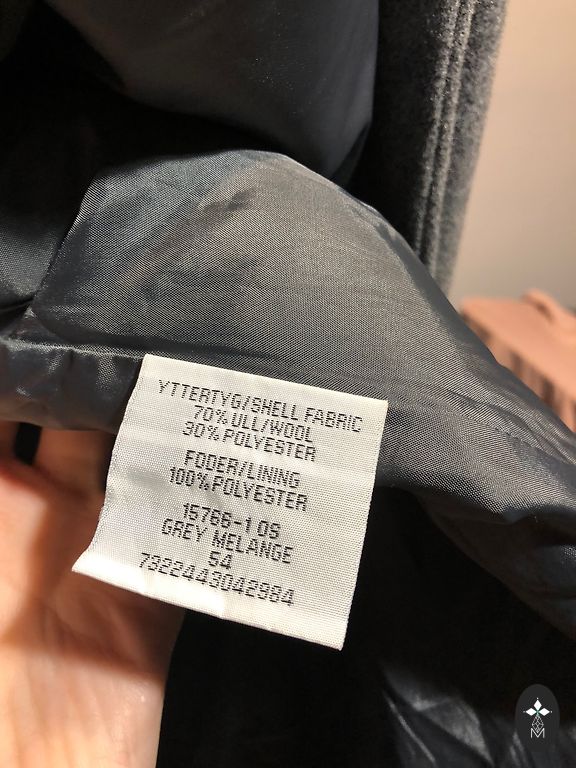 YTTERTYG/SHELL FABRIC
70%ULL/WOOL
30%POLYESTER
FODER/LINING
100%POLYESTER
15766-1 OS
GREY MELANGE
54
7322443042984
M